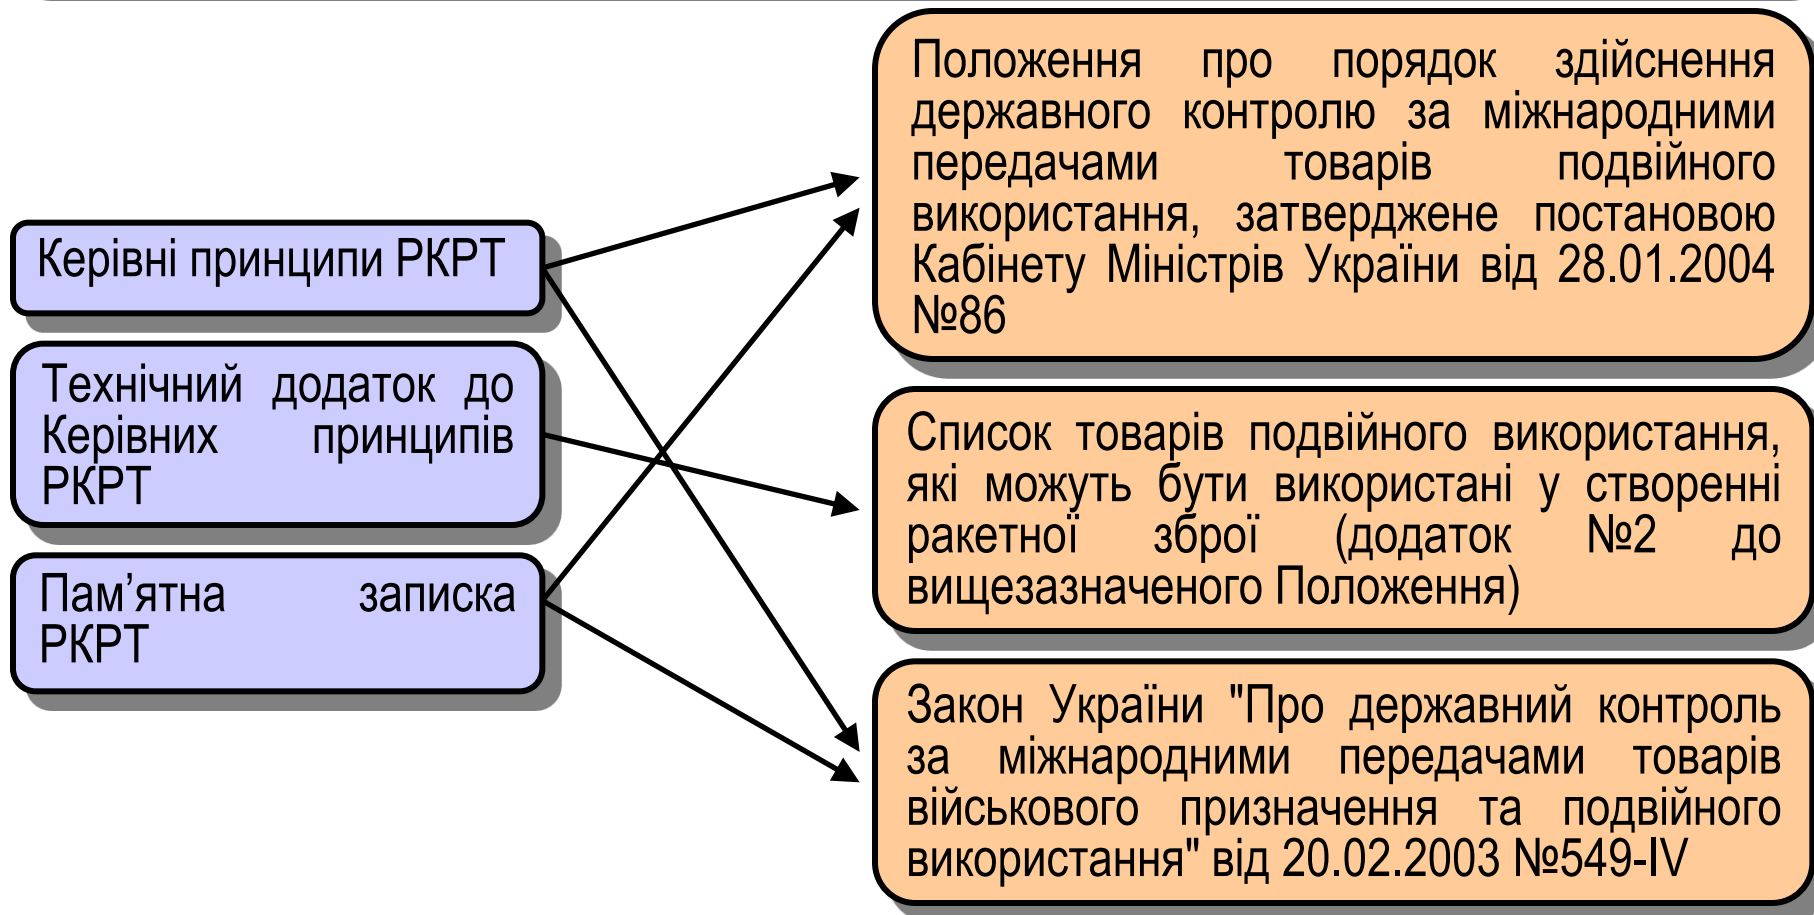 Керівні принципи РКРТ
Технічний додаток до
Керівних принципів
РКРТ
Пам’ятна записка
РКРТ
Положення про порядок здійснення
державного контролю за міжнародними
передачами товарів подвійного
використання, затверджене постановою
Кабінету Міністрів України від 28.01.2004
№86
Список товарів подвійного використання,
які можуть бути використані у створенні
ракетної зброї (додаток №2 до
вищезазначеного Положення)
Закон України "Про державний контроль
за міжнародними передачами товарів
військового призначення та подвійного
використання" від 20.02.2003 №549-IV